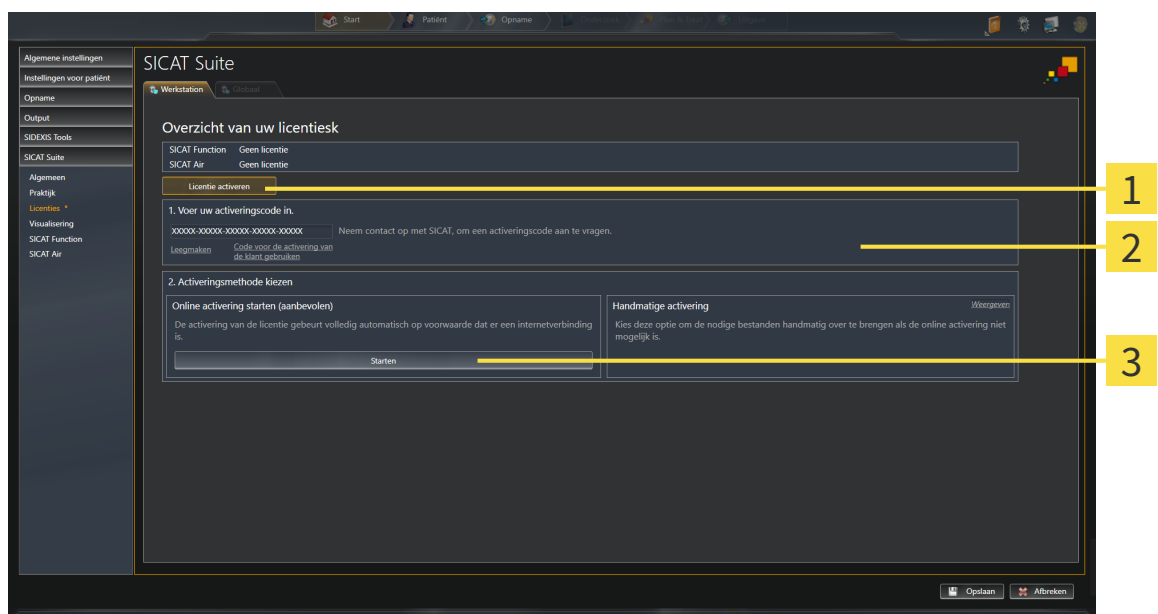 Start
Patiënt
Opname
Algemene instellingen
Instellingen voor patiënt
Opname
Output
SIDEXIS Tools
SICAT Suite
Algemeen
Praktijk
Licenties *
Visualisering
SICAT Function
SICAT Air
SICAT Suite
Werkstation
Globaal
Overzicht van uw licentiesk
SICAT Function Geen licentie
SICAT Air Geen licentie
Licentie activeren
1
1. Voer uw activeringscode in.
XXXXX-XXXXX-XXXXX-XXXXX-XXXXX Neem contact op met SICAT, om een activeringscode aan te vragen.
Leegmaken
Code voor de activering van
de klant gebruiken
2
2. Activeringsmethode kiezen
Online activering starten (aanbevolen)
De activering van de licentie gebeurt volledig automatisch op voorwaarde dat er een internetverbinding
is.
Starten
Handmatige activering
Weergeven
Kies deze optie om de nodige bestanden handmatig over te brengen als de online activering niet
mogelijk is.
3
Opslaan
Afbreken